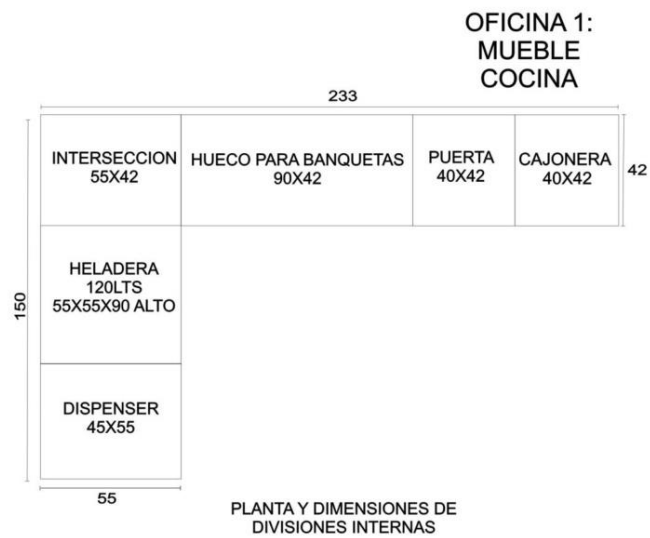 OFICINA 1:
MUEBLE
COCINA
233
INTERSECCION
55X42
HUECO PARA BANQUETAS
90X42
PUERTA
40X42
CAJONERA
40X42
42
HELADERA
120LTS
55X55X90 ALTO
150
DISPENSER
45X55
55
PLANTA Y DIMENSIONES DE
DIVISIONES INTERNAS